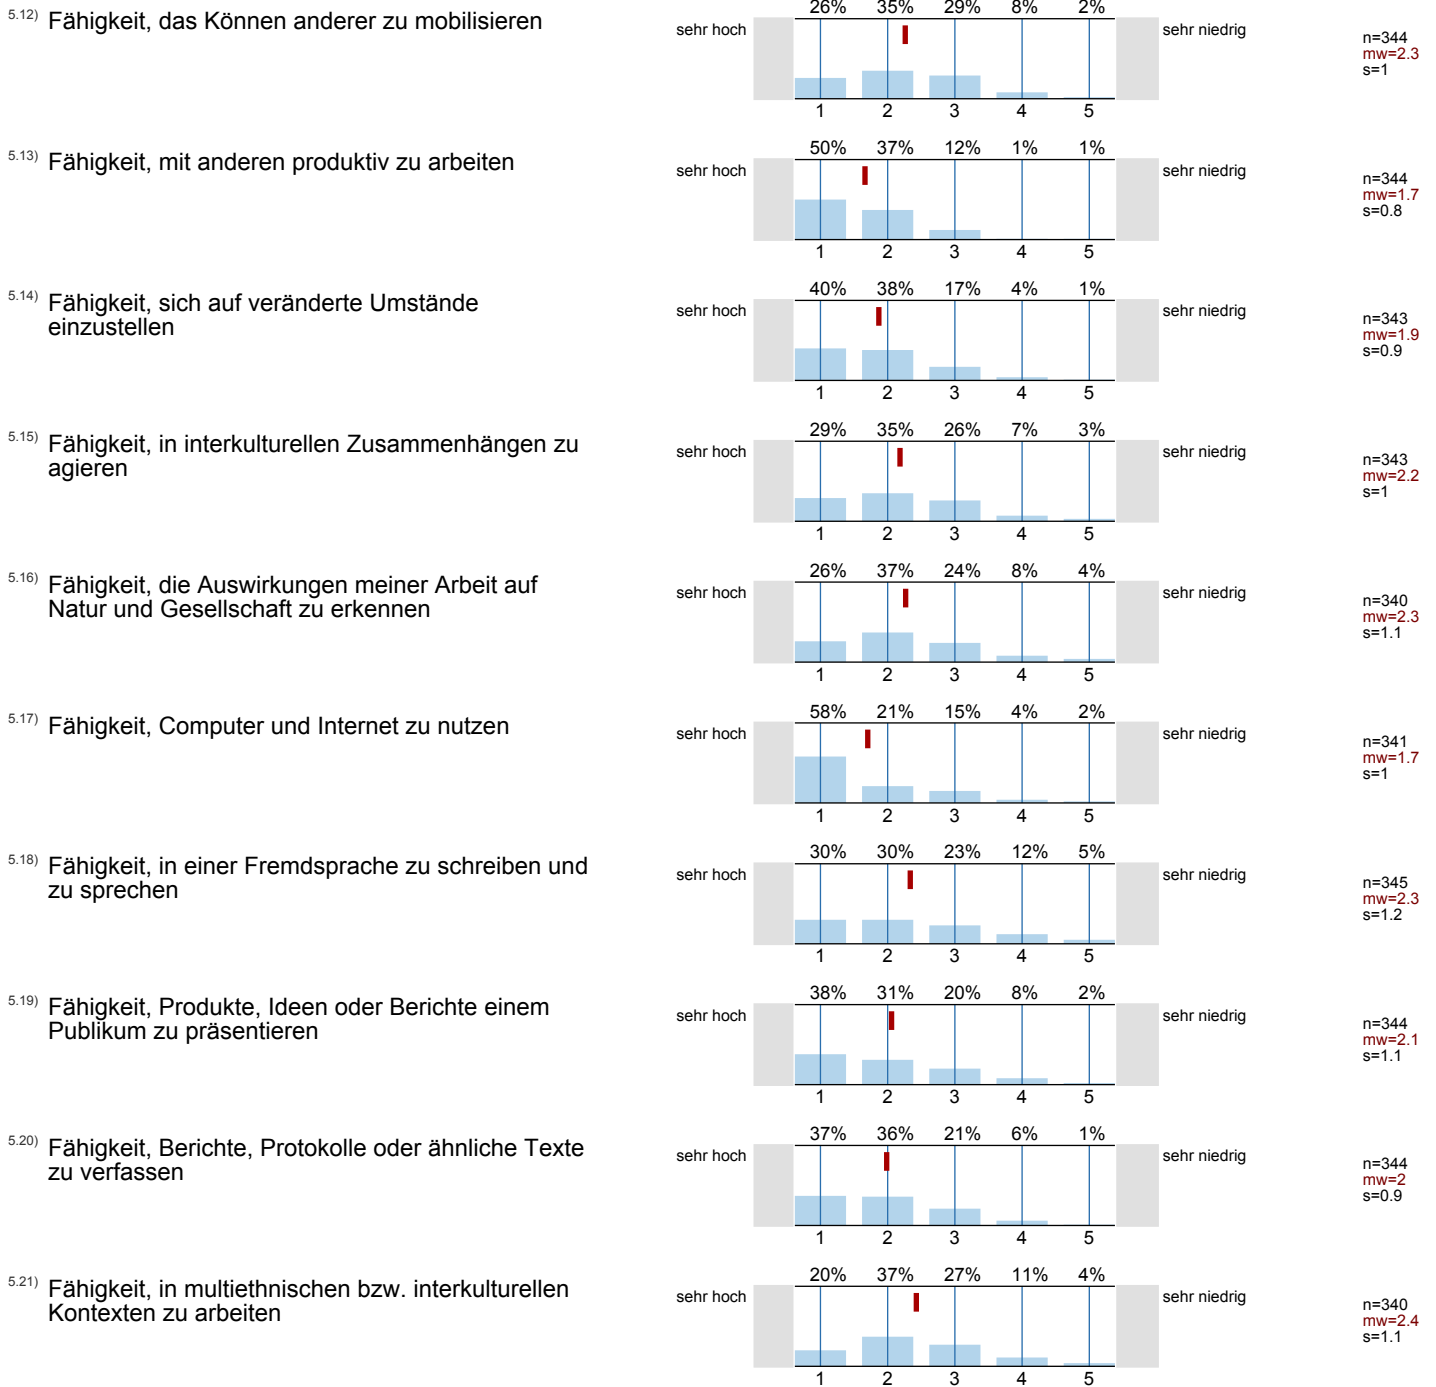 5.12) Fähigkeit, das Können anderer zu mobilisieren
26% 35% 29% 8% 2%
sehr hoch sehr niedrig
n=344
mw=2.3
s=1
1 2 3 4 5
5.13) Fähigkeit, mit anderen produktiv zu arbeiten
50% 37% 12% 1% 1%
sehr hoch sehr niedrig
n=344
mw=1.7
s=0.8
1 2 3 4 5
5.14) Fähigkeit, sich auf veränderte Umstände
einzustellen
40% 38% 17% 4% 1%
sehr hoch sehr niedrig
n=343
mw=1.9
s=0.9
1 2 3 4 5
5.15) Fähigkeit, in interkulturellen Zusammenhängen zu
agieren
29% 35% 26% 7% 3%
sehr hoch sehr niedrig
n=343
mw=2.2
s=1
1 2 3 4 5
5.16) Fähigkeit, die Auswirkungen meiner Arbeit auf
Natur und Gesellschaft zu erkennen
26% 37% 24% 8% 4%
sehr hoch sehr niedrig
n=340
mw=2.3
s=1.1
1 2 3 4 5
5.17) Fähigkeit, Computer und Internet zu nutzen
58% 21% 15% 4% 2%
sehr hoch sehr niedrig
n=341
mw=1.7
s=1
1 2 3 4 5
5.18) Fähigkeit, in einer Fremdsprache zu schreiben und
zu sprechen
30% 30% 23% 12% 5%
sehr hoch sehr niedrig
n=345
mw=2.3
s=1.2
1 2 3 4 5
5.19) Fähigkeit, Produkte, Ideen oder Berichte einem
Publikum zu präsentieren
38% 31% 20% 8% 2%
sehr hoch sehr niedrig
n=344
mw=2.1
s=1.1
1 2 3 4 5
5.20) Fähigkeit, Berichte, Protokolle oder ähnliche Texte
zu verfassen
37% 36% 21% 6% 1%
sehr hoch sehr niedrig
n=344
mw=2
s=0.9
1 2 3 4 5
5.21) Fähigkeit, in multiethnischen bzw. interkulturellen
Kontexten zu arbeiten
20% 37% 27% 11% 4%
sehr hoch sehr niedrig
n=340
mw=2.4
s=1.1
1 2 3 4 5